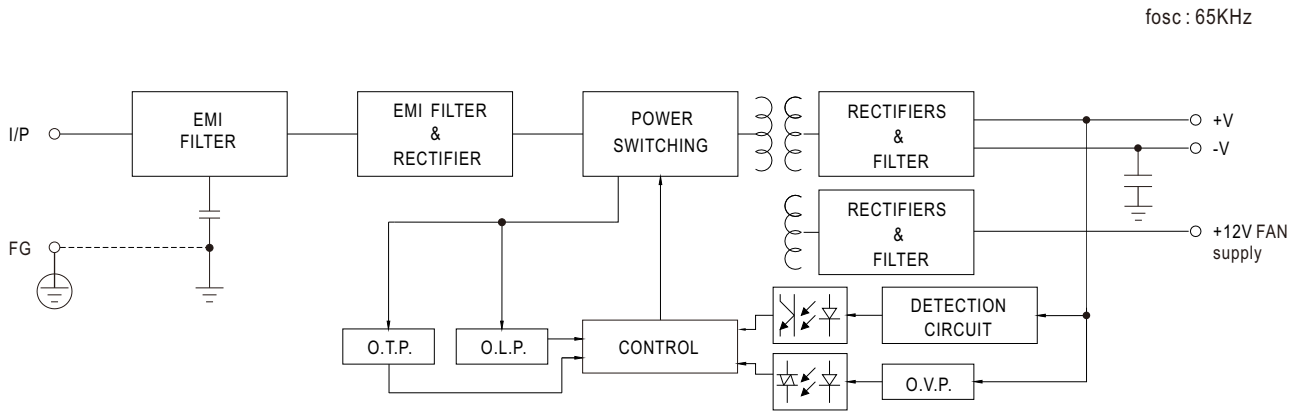 fosc : 65KHz
I/P
EMI
FILTER
EMI FILTER
&
RECTIFIER
POWER
SWITCHING
RECTIFIERS
&
FILTER
+V
-V
FG
RECTIFIERS
&
FILTER
+12V FAN
supply
O.T.P.
O.L.P.
CONTROL
DETECTION
CIRCUIT
O.V.P.